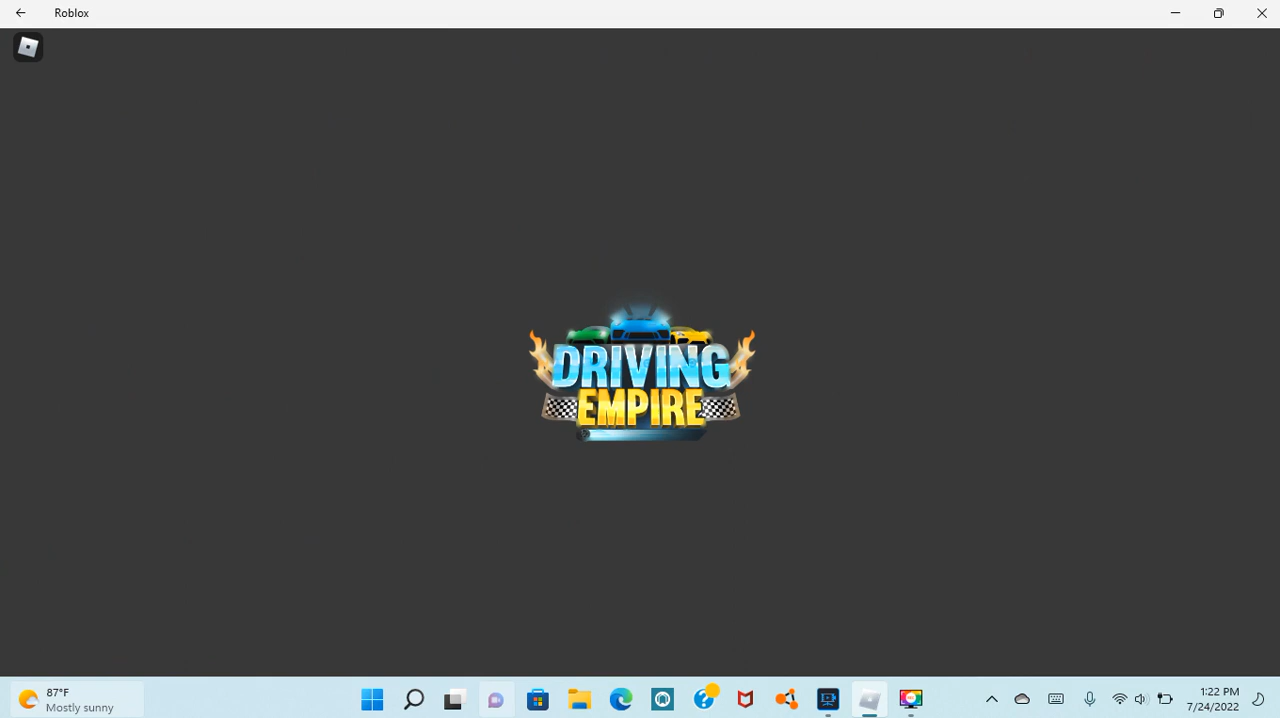 Roblox
DRIVING
EMPIRE
87°F
Mostly sunny
1:22 PM
7/24/2022